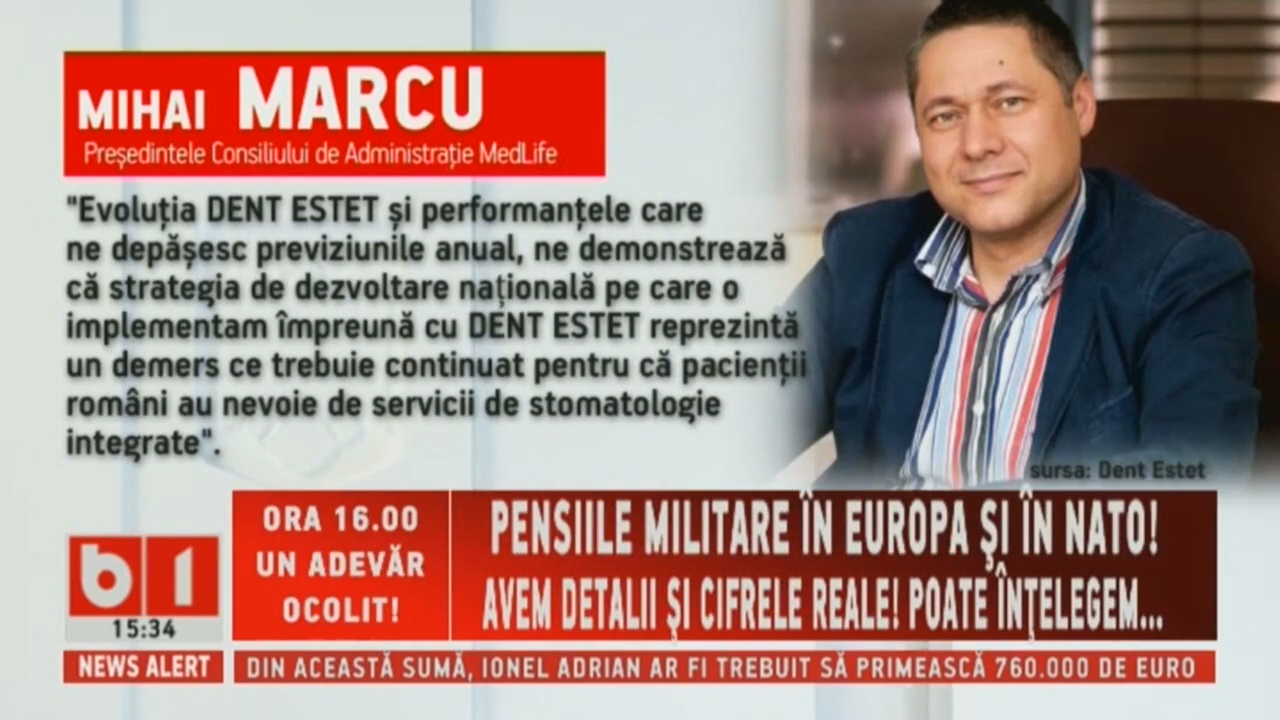 MIHAI MARCU
Președintele Consiliului de Administrație MedLife
"Evoluția DENT ESTET și performanțele care
ne depășesc previziunile anual, ne demonstrează
că strategia de dezvoltare națională pe care o
implementam împreună cu DENT ESTET reprezintă
un demers ce trebuie continuat pentru că pacienții
români au nevoie de servicii de stomatologie
integrate".
sursa: Dent Estet
ORA 16.00
UN ADEVĂR
OCOLIT!
PENSIILE MILITARE ÎN EUROPA ŞI ÎN NATO!
AVEM DETALII ŞI CIFRELE REALE! POATE ÎNŢELEGEM...
b1
15:34
NEWS ALERT
DIN ACEASTĂ SUMĂ, IONEL ADRIAN AR FI TREBUIT SĂ PRIMEASCĂ 760.000 DE EURO